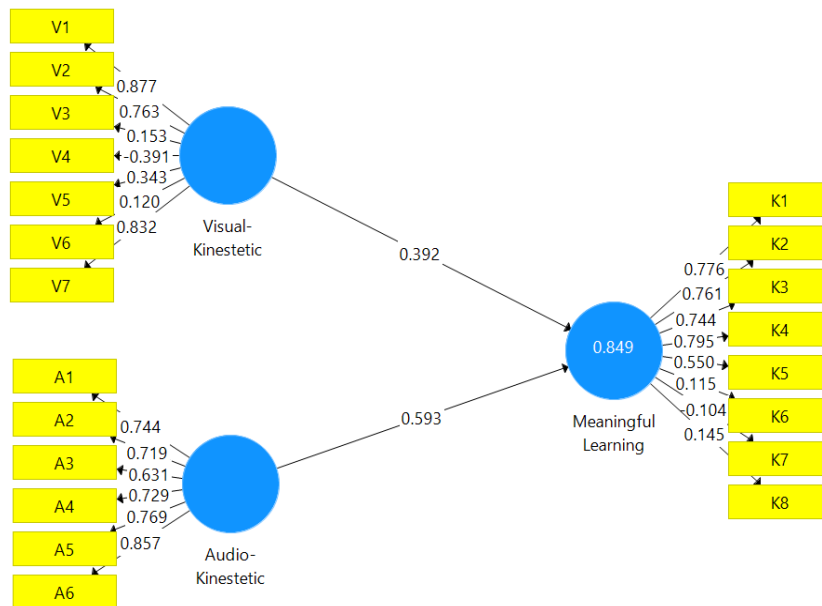 V1
V2
V3
V4
V5
V6
V7
0.877
0.763
0.153
-0.391
0.343
0.120
0.832
Visual-
Kinestetic
0.392
A1
A2
A3
A4
A5
A6
0.744
0.719
0.631
0.729
0.769
0.857
Audio-
Kinestetic
0.593
0.849
Meaningful
Learning
0.776
0.761
0.744
0.795
0.550
0.115
-0.104
0.145
K1
K2
K3
K4
K5
K6
K7
K8